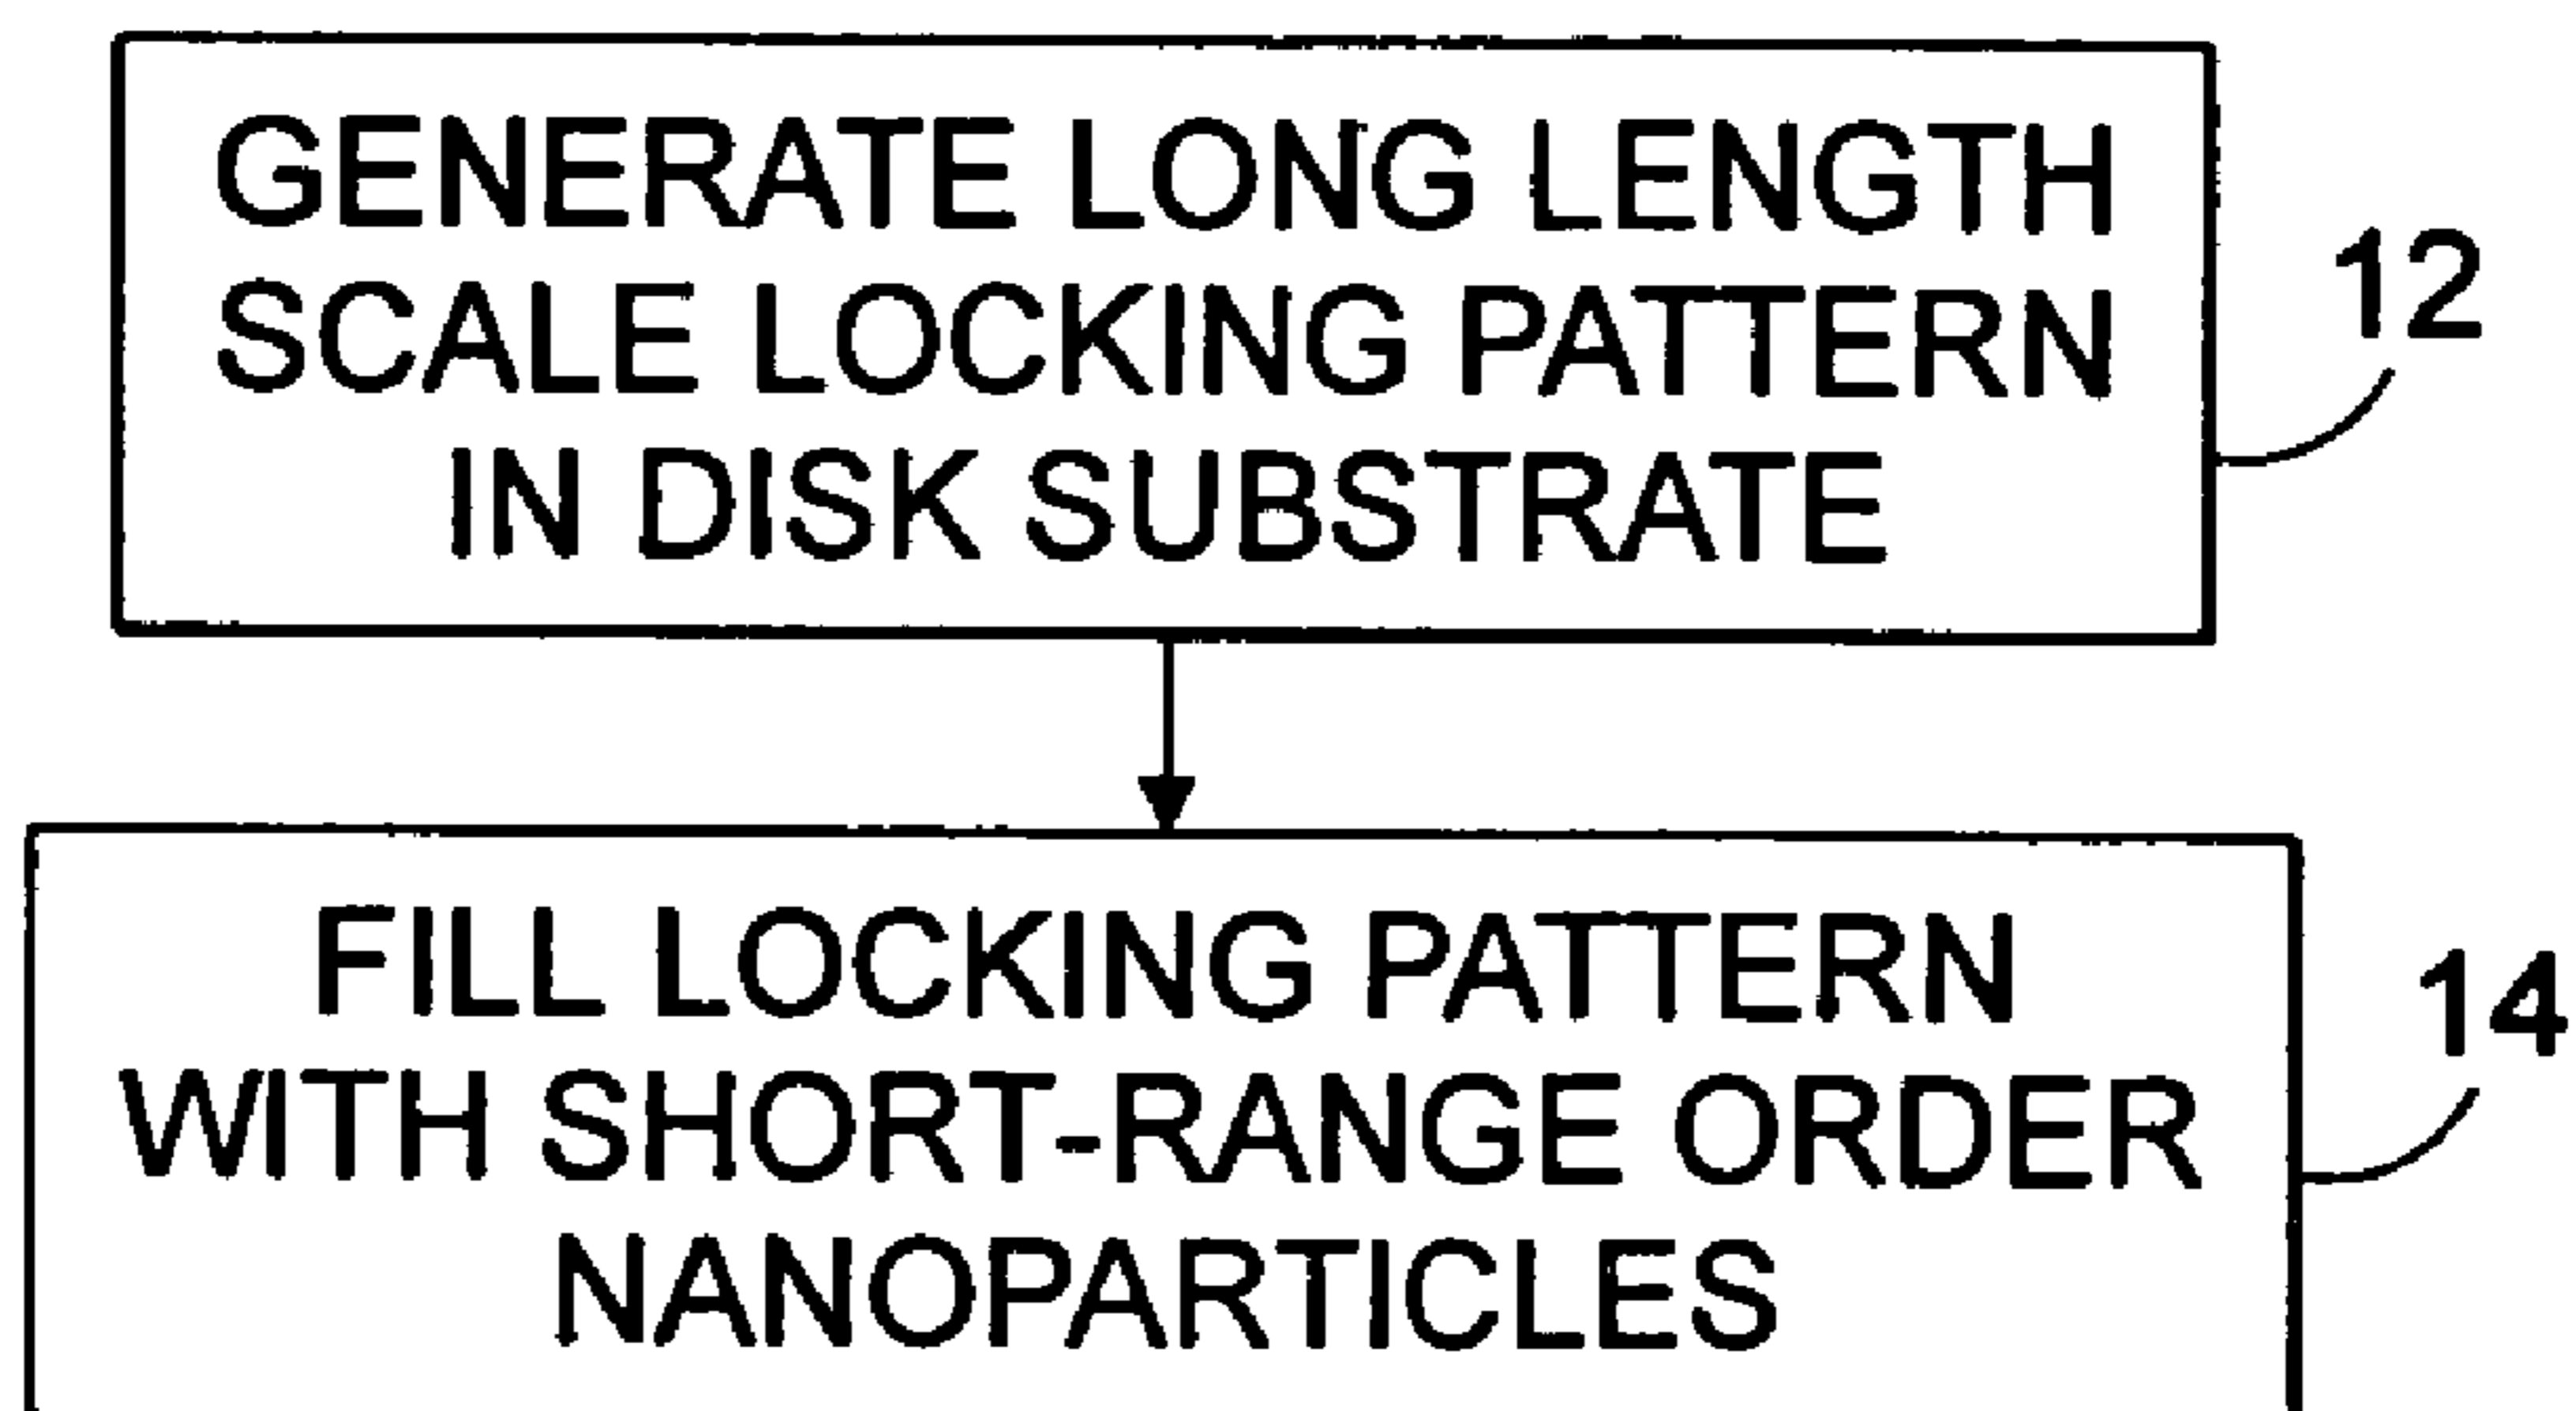 GENERATE LONG LENGTH
SCALE LOCKING PATTERN
IN DISK SUBSTRATE
12
FILL LOCKING PATTERN
WITH SHORT-RANGE ORDER
NANOPARTICLES
14